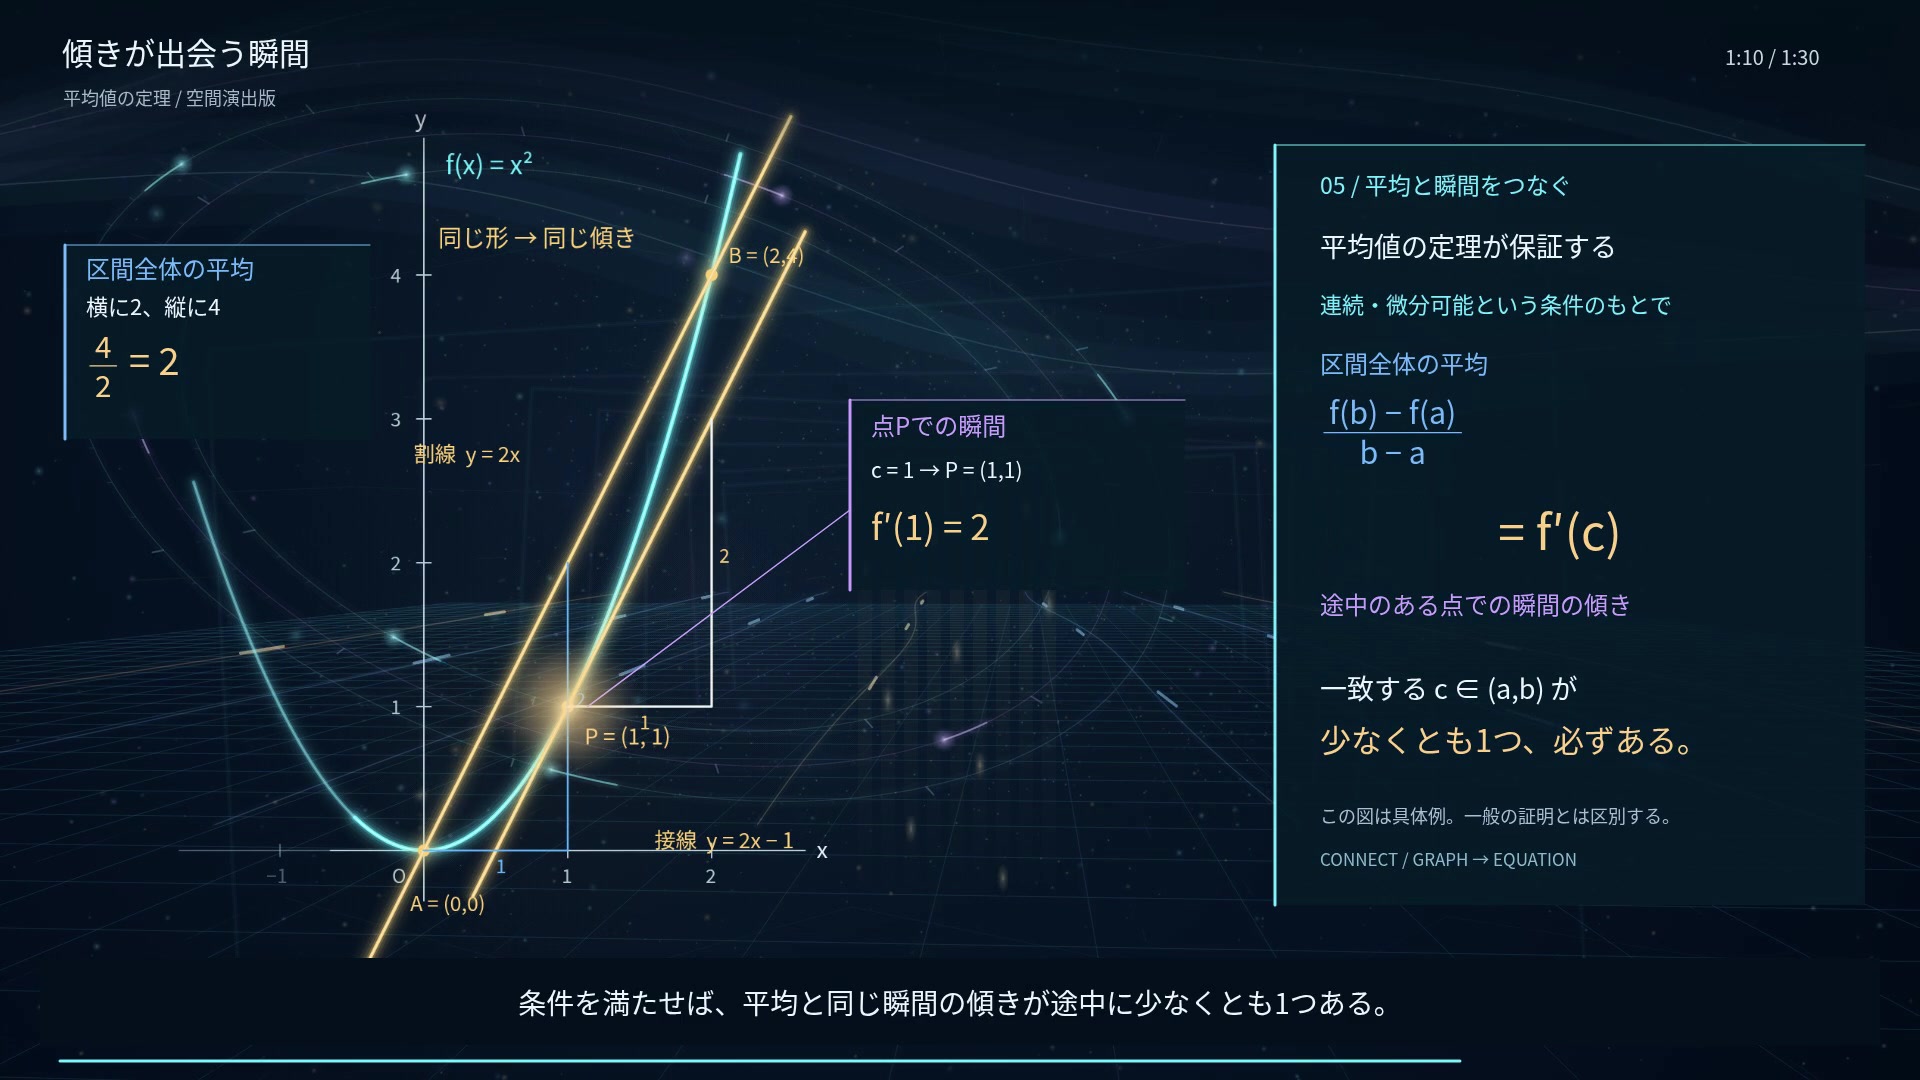 傾きが出会う瞬間
平均値の定理 / 空間演出版
1:10 / 1:30
y
f(x) = x²
同じ形 → 同じ傾き
B = (2,4)
区間全体の平均
横に2、縦に4
4
2
= 2
4
3
2
1
割線 y = 2x
点Pでの瞬間
c = 1 → P = (1,1)
f′(1) = 2
2
2
1
P = (1, 1)
接線 y = 2x − 1
x
−1
O
1
1
2
A = (0,0)
05 / 平均と瞬間をつなぐ
平均値の定理が保証する
連続・微分可能という条件のもとで
区間全体の平均
f(b) − f(a)
b − a
= f′(c)
途中のある点での瞬間の傾き
一致する c ∈ (a,b) が
少なくとも1つ、必ずある。
この図は具体例。一般の証明とは区別する。
CONNECT / GRAPH → EQUATION
条件を満たせば、平均と同じ瞬間の傾きが途中に少なくとも1つある。